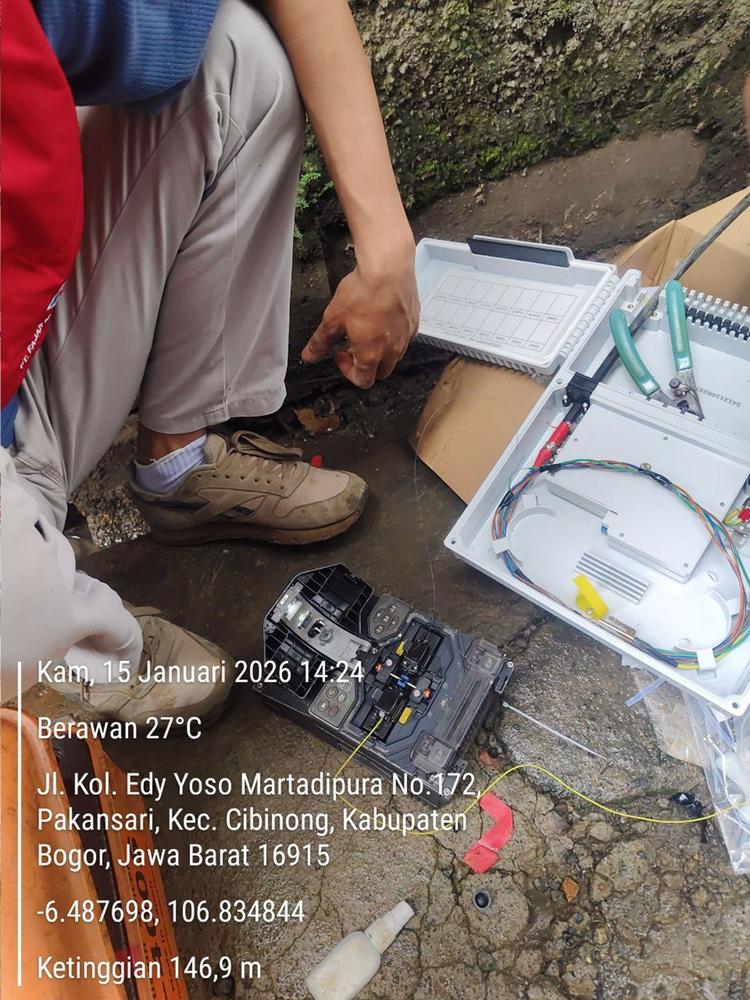 Kam, 15 Januari 2026 14:24
Berawan 27°C
Jl. Kol. Edy Yoso Martadipura No.172,
Pakansari, Kec. Cibinong, Kabupaten
Bogor, Jawa Barat 16915
-6.487698, 106.834844
Ketinggian 146,9 m